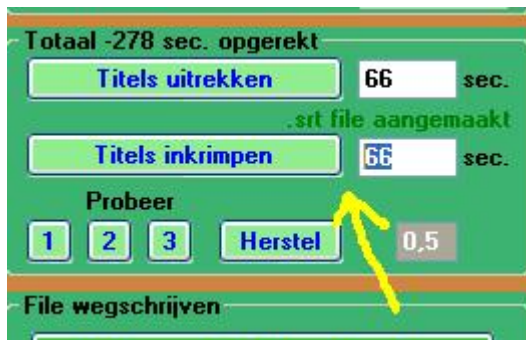 Totaal -278 sec. opgerekt
Titels uitrekken 66 sec.
.srt file aangemaakt
Titels inkrimpen 66 sec.
Probeer
1 2 3 Herstel 0,5
File wegschrijven